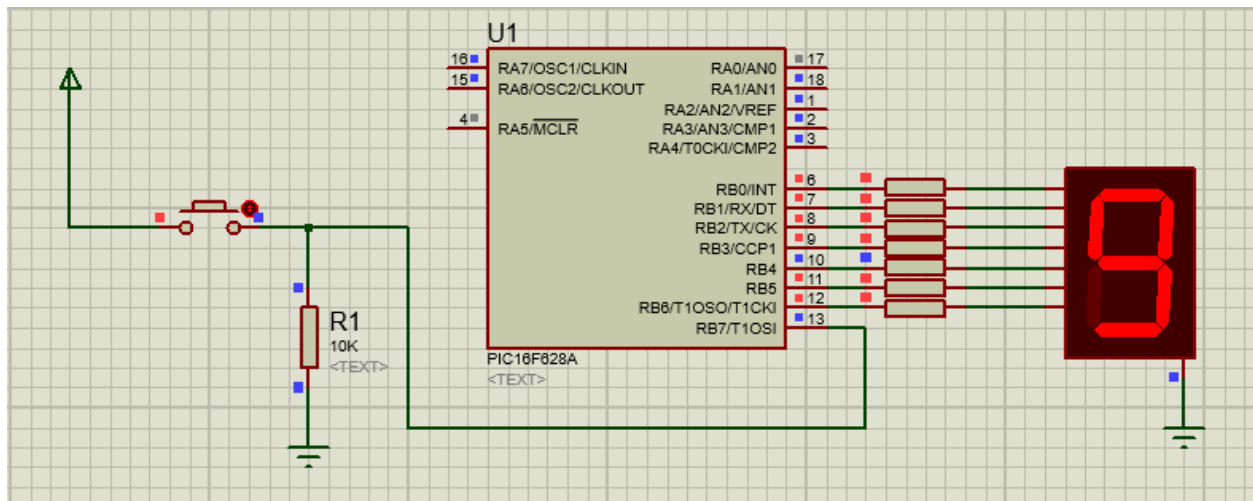 U1
16
RA7/OSC1/CLKIN
15
RA6/OSC2/CLKOUT
4
RA5/MCLR
RA0/AN0
17
RA1/AN1
18
RA2/AN2/VREF
1
RA3/AN3/CMP1
2
RA4/T0CKI/CMP2
3
RB0/INT
6
RB1/RX/DT
7
RB2/TX/CK
8
RB3/CCP1
9
RB4
10
RB5
11
RB6/T1OSO/T1CKI
12
RB7/T1OSI
13
PIC16F628A
<TEXT>
R1
10K
<TEXT>
9